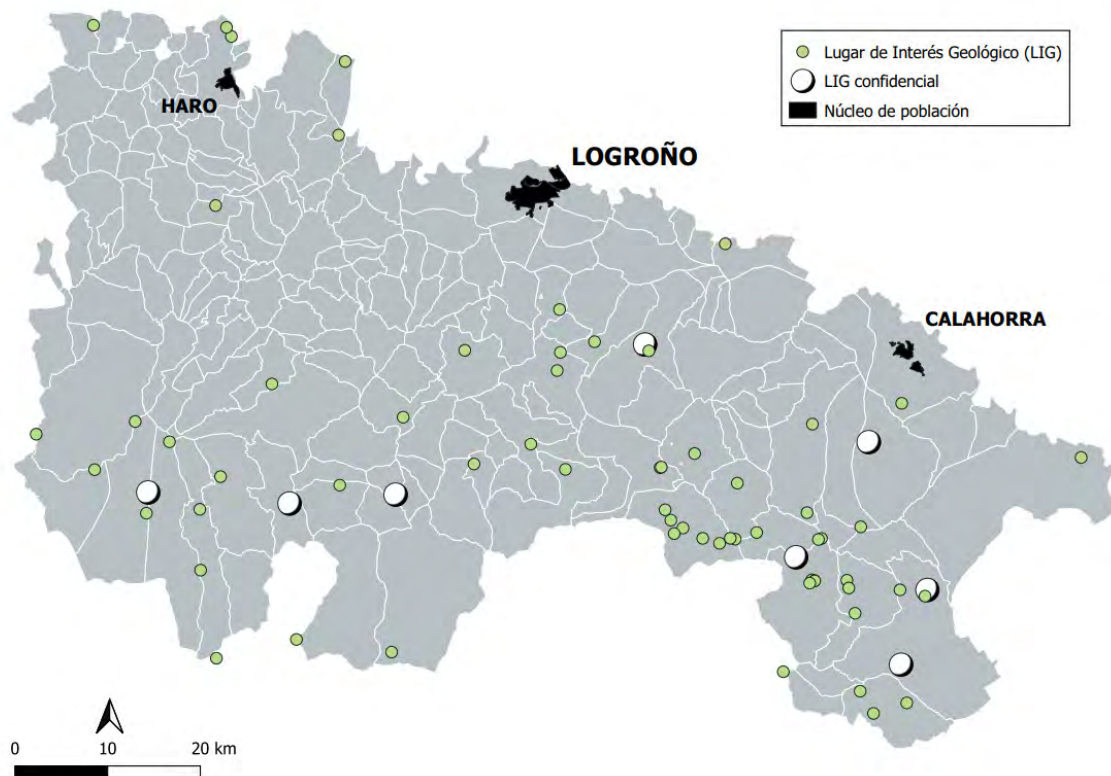 Lugar de Interés Geológico (LIG)
LIG confidencial
Núcleo de población
HARO
LOGROÑO
CALAHORRA
0 10 20 km